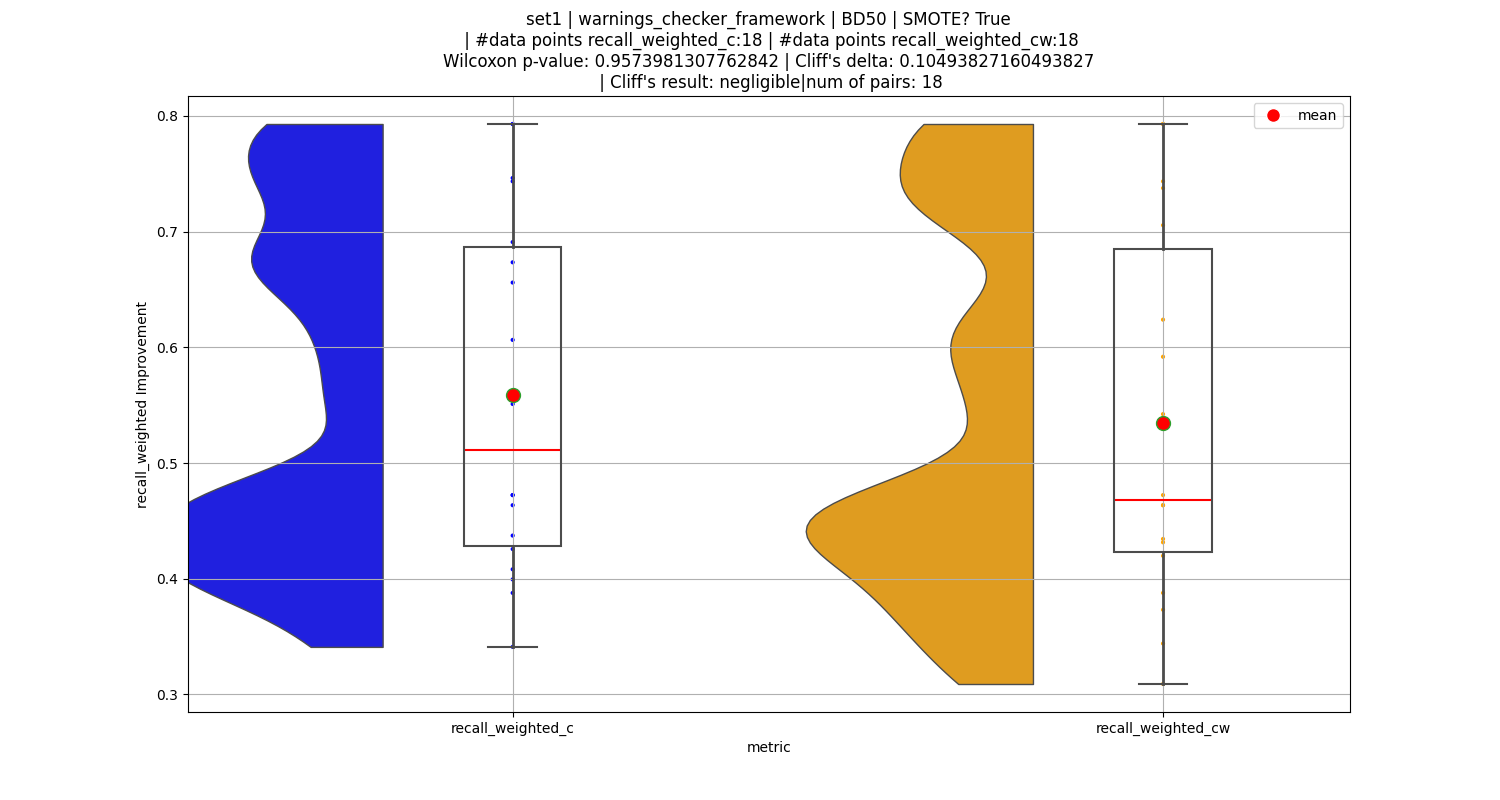 set1 | warnings_checker_framework | BD50 | SMOTE? True
| #data points recall_weighted_c:18 | #data points recall_weighted_cw:18
Wilcoxon p-value: 0.9573981307762842 | Cliff's delta: 0.10493827160493827
| Cliff's result: negligible|num of pairs: 18
mean
0.8
0.7
0.6
0.5
0.4
0.3
recall_weighted Improvement
recall_weighted_c
recall_weighted_cw
metric